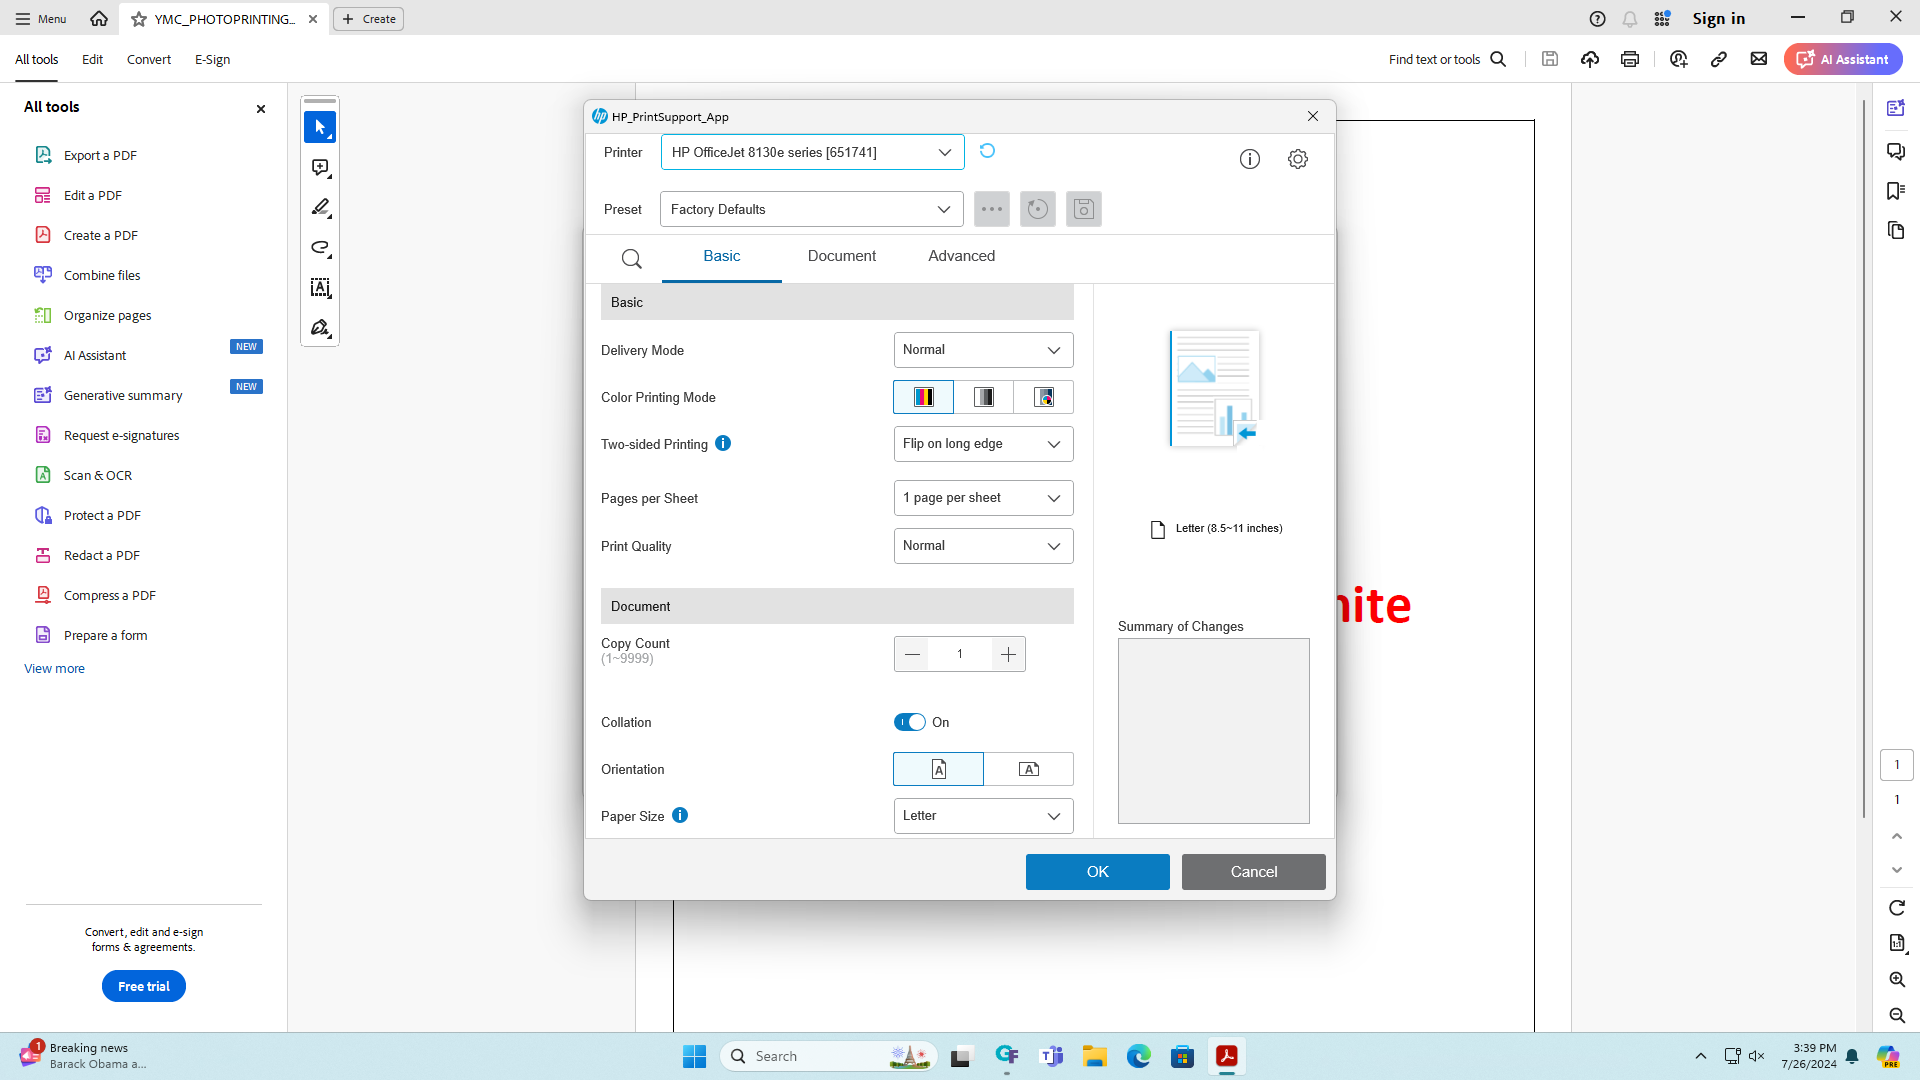 Menu
YMC_PHOTOPRINTING...
Create
Sign in
All tools
Edit
Convert
E-Sign
Find text or tools
AI Assistant
All tools
Export a PDF
Edit a PDF
Create a PDF
Combine files
Organize pages
AI Assistant
NEW
Generative summary
NEW
Request e-signatures
Scan & OCR
Protect a PDF
Redact a PDF
Compress a PDF
Prepare a form
View more
Convert, edit and e-sign
forms & agreements.
Free trial
HP_PrintSupport_App
Printer
HP OfficeJet 8130e series [651741]
Preset
Factory Defaults
Basic
Document
Advanced
Basic
Delivery Mode
Normal
Color Printing Mode
Two-sided Printing
Flip on long edge
Pages per Sheet
1 page per sheet
Print Quality
Normal
Document
Copy Count
(1~9999)
1
Collation
On
Orientation
Paper Size
Letter
Letter (8.5~11 inches)
Summary of Changes
OK
Cancel
hite
1
1
1
Breaking news
Barack Obama a...
Search
3:39 PM
7/26/2024
PRE